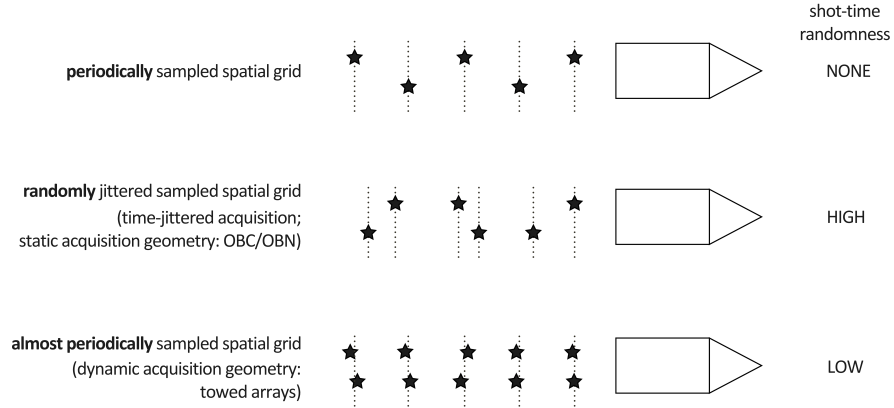 shot-time
randomness
periodically sampled spatial grid
NONE
randomly jittered sampled spatial grid
(time-jittered acquisition;
static acquisition geometry: OBC/OBN)
HIGH
almost periodically sampled spatial grid
(dynamic acquisition geometry:
towed arrays)
LOW